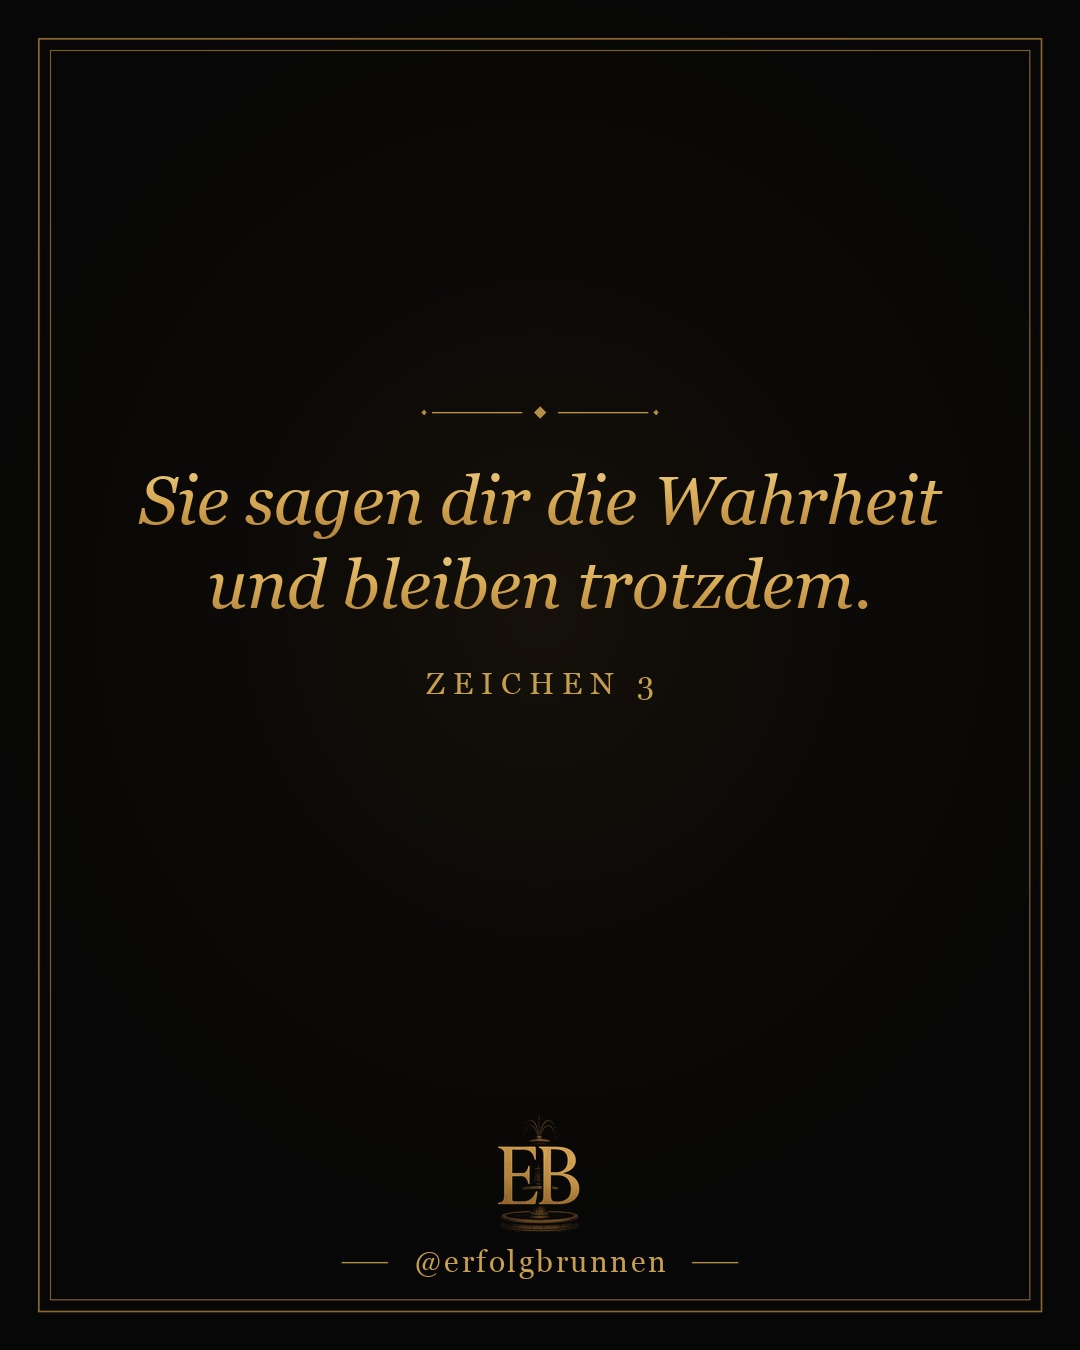 Sie sagen dir die Wahrheit
und bleiben trotzdem.
ZEICHEN 3
EB
@erfolgbrunnen